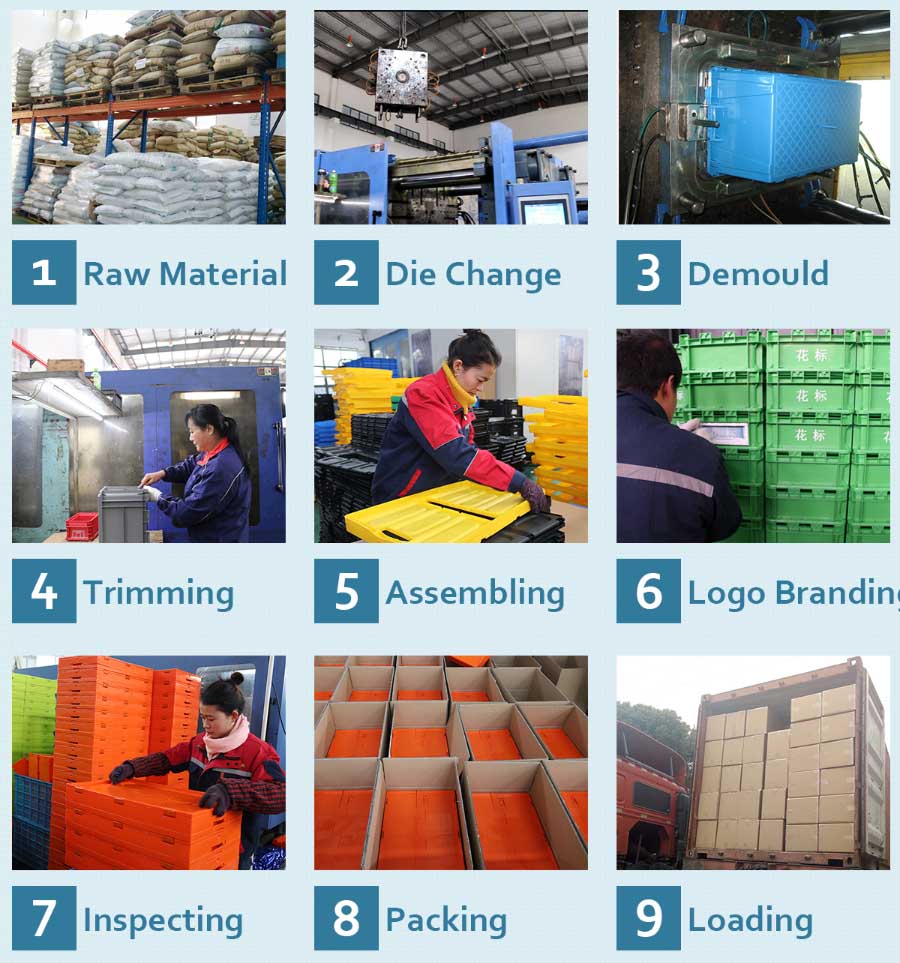 1 Raw Material
2 Die Change
3 Demould
花标
花标
花标
4 Trimming
5 Assembling
6 Logo Branding
7 Inspecting
8 Packing
9 Loading